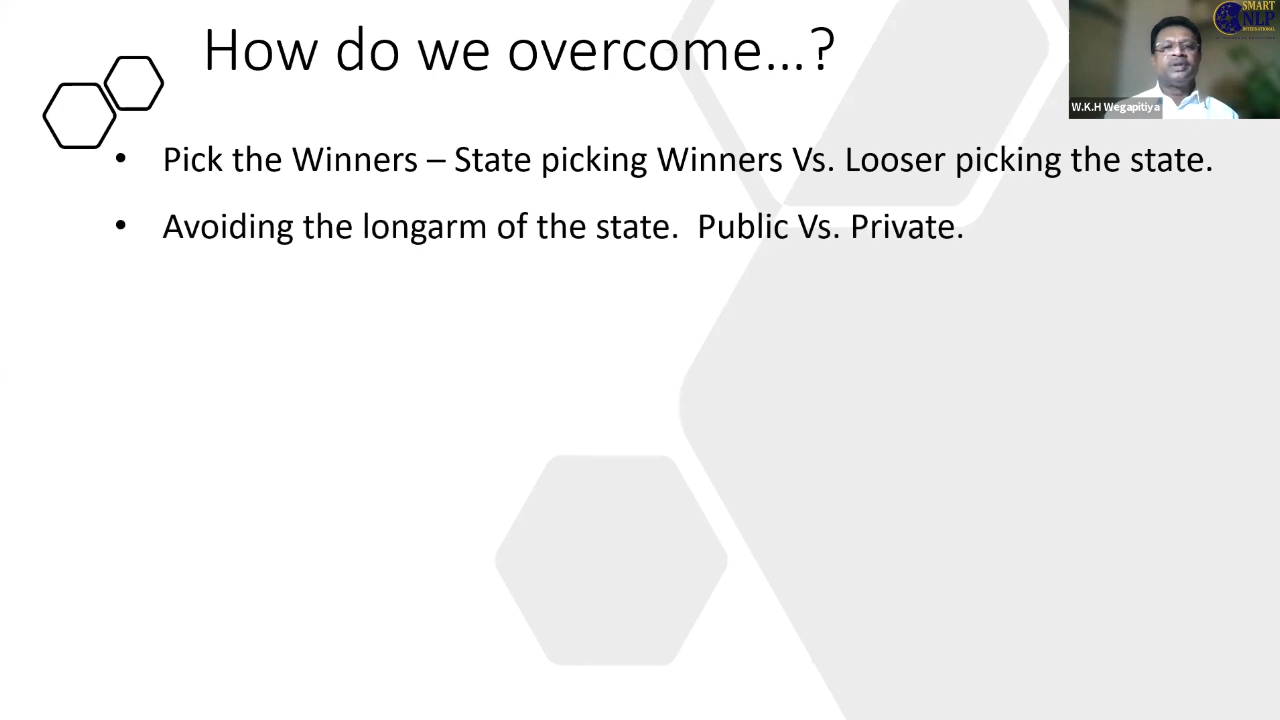 How do we overcome…?
SMART
NLP
INTERNATIONAL
W.K.H Wegapitiya
• Pick the Winners – State picking Winners Vs. Looser picking the state.
• Avoiding the longarm of the state.  Public Vs. Private.